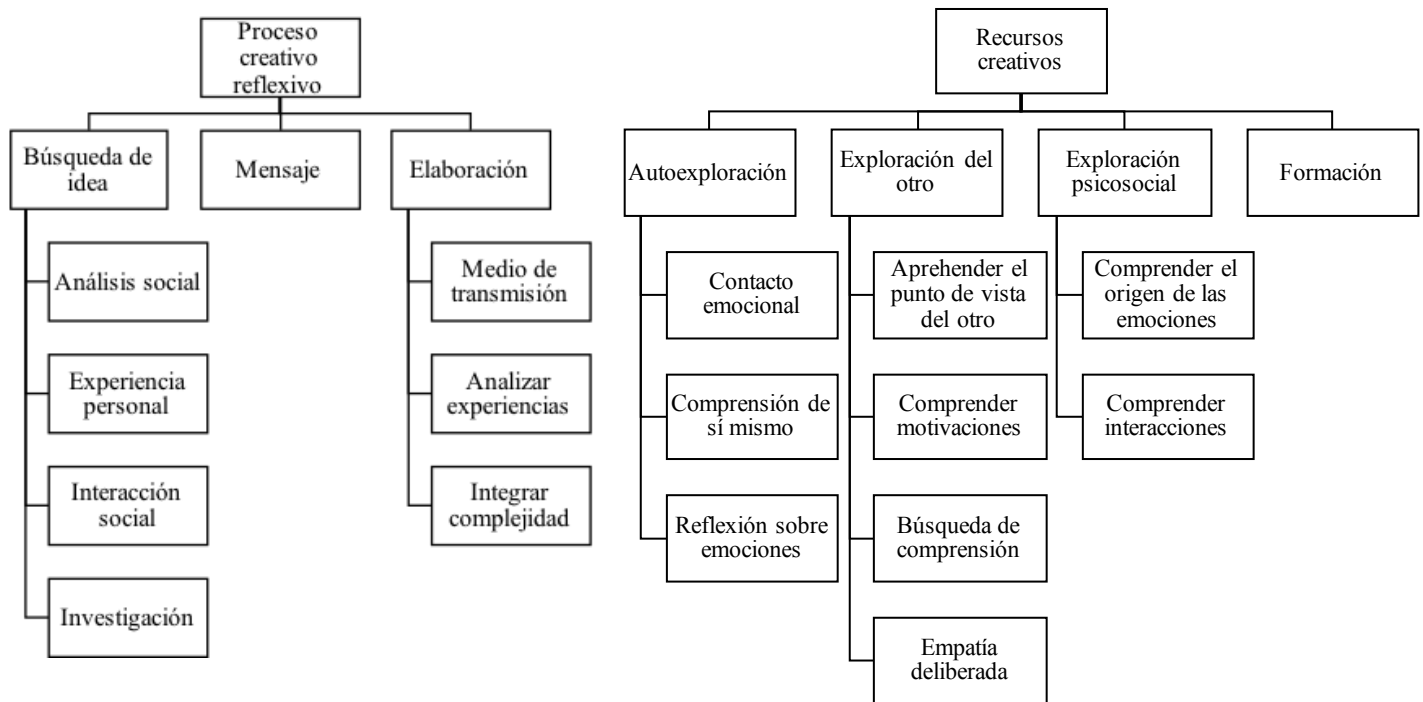 Proceso
creativo
reflexivo
Búsqueda de
idea
Mensaje
Elaboración
Análisis social
Experiencia
personal
Interacción
social
Investigación
Medio de
transmisión
Analizar
experiencias
Integrar
complejidad
Recursos
creativos
Autoexploración
Exploración del
otro
Exploración
psicosocial
Formación
Contacto
emocional
Comprensión de
sí mismo
Reflexión sobre
emociones
Aprehender el
punto de vista
del otro
Comprender
motivaciones
Búsqueda de
comprensión
Empatía
deliberada
Comprender el
origen de las
emociones
Comprender
interacciones